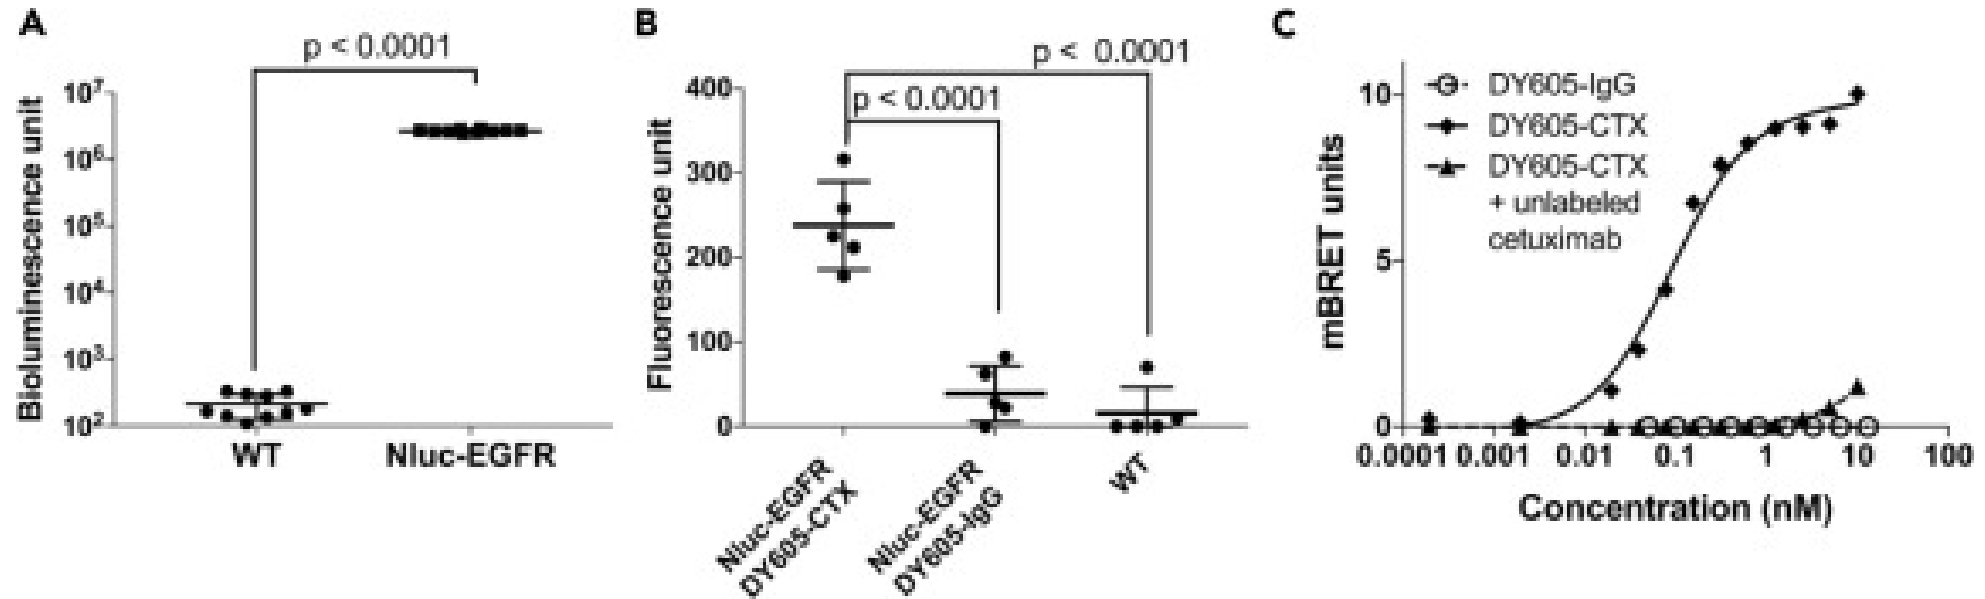 A
p < 0.0001
Bioluminescence unit
10⁷
10⁶
10⁵
10⁴
10³
10²
WT
Nluc-EGFR
B
p < 0.0001
p < 0.0001
Fluorescence unit
400
300
200
100
0
Nluc-EGFR
DY605-CTX
Nluc-EGFR
DY605-IgG
WT
C
mBRET units
10
5
0
DY605-IgG
DY605-CTX
DY605-CTX
+ unlabeled
cetuximab
0.0001 0.001 0.01 0.1 1 10 100
Concentration (nM)